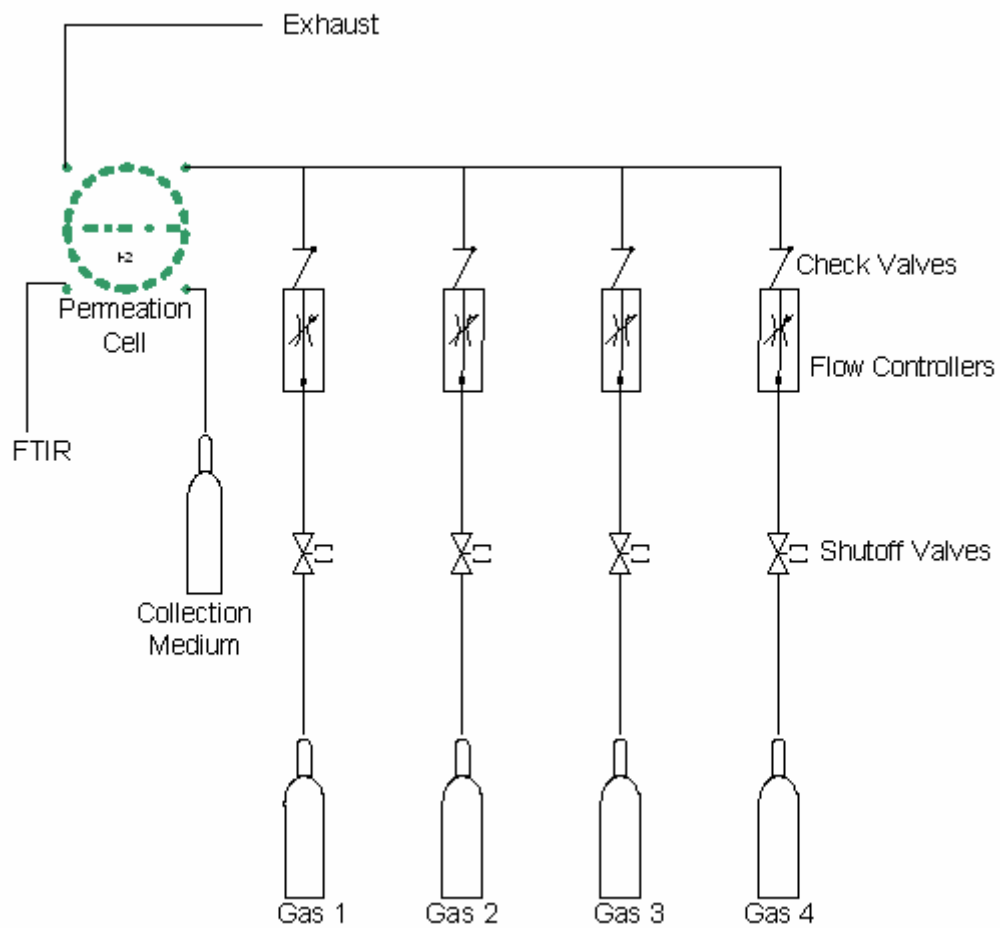 Exhaust
H2
Permeation
Cell
Check Valves
Flow Controllers
FTIR
Shutoff Valves
Collection
Medium
Gas 1
Gas 2
Gas 3
Gas 4